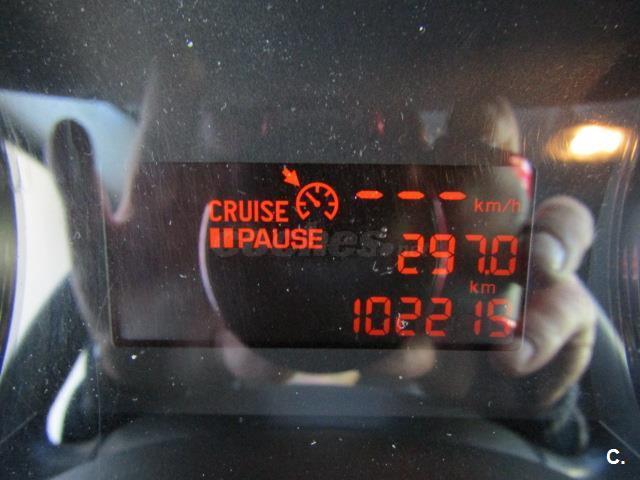 CRUISE --- km/h
PAUSE 297.0
km
102215
C.